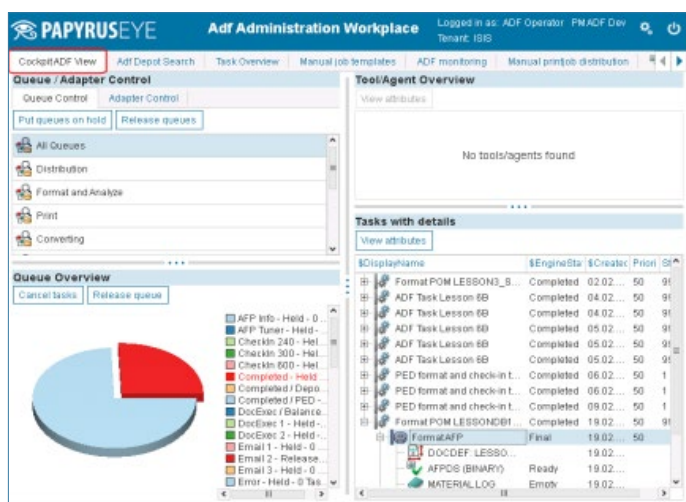 PAPYRUSEYE
Adf Administration Workplace
Logged in as: ADF Operator PM ADF Dev
Tenant: ISIS
CockpitADF View
Adf Depot Search
Task Overview
Manual job templates
ADF monitoring
Manual printjob distribution
Queue / Adapter Control
Queue Control
Adapter Control
Put queues on hold
Release queues
All Queues
Distribution
Format and Analyze
Print
Converting
Queue Overview
Cancel tasks
Release queue
AFP Info - Held - 0...
AFP Tuner - Held - ...
CheckIn 240 - Hel...
CheckIn 300 - Hel...
CheckIn 600 - Hel...
Completed - Held ...
Completed / Depo...
Completed / PED - ...
DocExec / Balance...
DocExec 1 - Held - ...
DocExec 2 - Held - ...
Email 1 - Held - 0 ...
Email 2 - Release...
Email 3 - Held - 0 ...
Error - Held - 0 Tas...
Tool/Agent Overview
View attributes
No tools/agents found
Tasks with details
View attributes
$DisplayName $EngineSta $Createc Priori St
Format POM LESSON3_S... Completed 02.02.... 50 99
ADF Task Lesson 6B Completed 04.02.... 50 99
ADF Task Lesson 6B Completed 04.02.... 50 99
ADF Task Lesson 6B Completed 05.02.... 50 99
ADF Task Lesson 6B Completed 05.02.... 50 99
ADF Task Lesson 6B Completed 05.02.... 50 99
PED format and check-in t... Completed 06.02.... 50 1
PED format and check-in t... Completed 06.02.... 50 1
PED format and check-in t... Completed 09.02.... 50 1
Format POM LESSONDB1... Completed 19.02.... 50 99
FormatAFP Final 19.02.... 50
DOCDEF: LESSO... 19.02....
AFPDS (BINARY) Ready 19.02....
MATERIAL.LOG Empty 19.02....